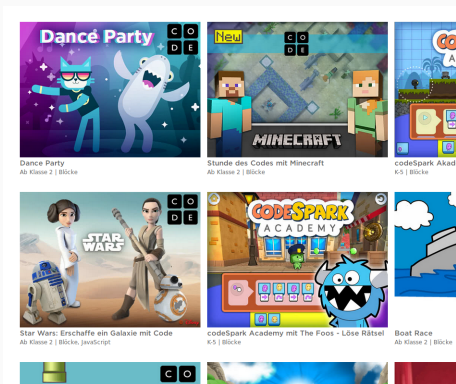 Dance Party
C O
D E
New
C O
D E
MINECRAFT
CO
Dance Party
Ab Klasse 2 | Blöcke
Stunde des Codes mit Minecraft
Ab Klasse 2 | Blöcke
codeSpark Akad
K-5 | Blöcke
C O
D E
STAR
WARS
CODESPARK
ACADEMY
Star Wars: Erschaffe ein Galaxie mit Code
Ab Klasse 2 | Blöcke, JavaScript
codeSpark Academy mit The Foos - Löse Rätsel
K-5 | Blöcke
Boat Race
Ab Klasse 2 | Blöcke
C O